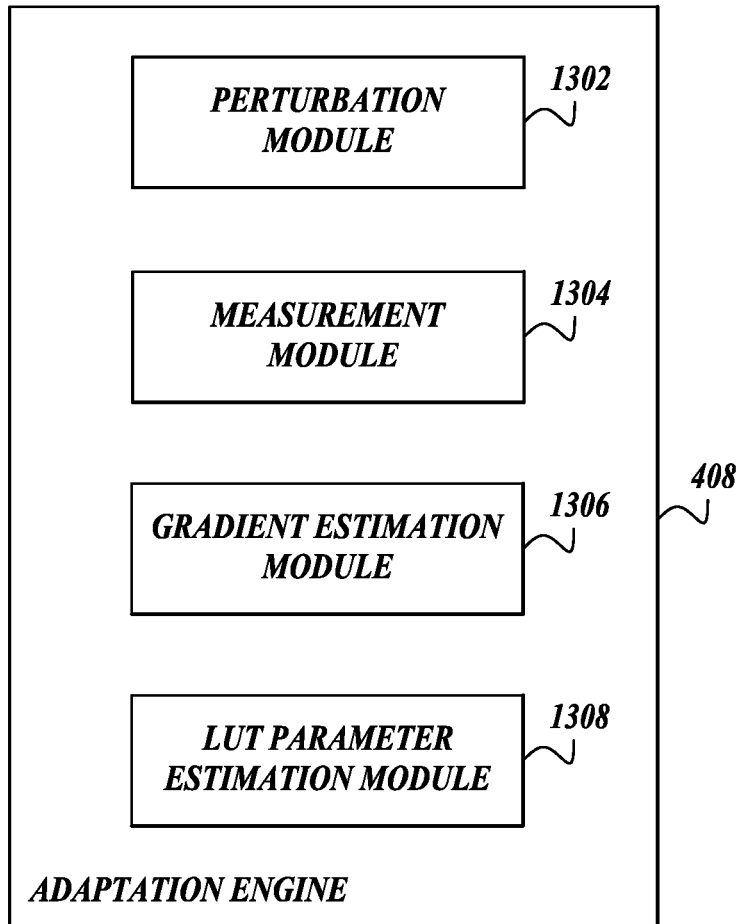 PERTURBATION
MODULE
1302
MEASUREMENT
MODULE
1304
GRADIENT ESTIMATION
MODULE
1306
408
LUT PARAMETER
ESTIMATION MODULE
1308
ADAPTATION ENGINE